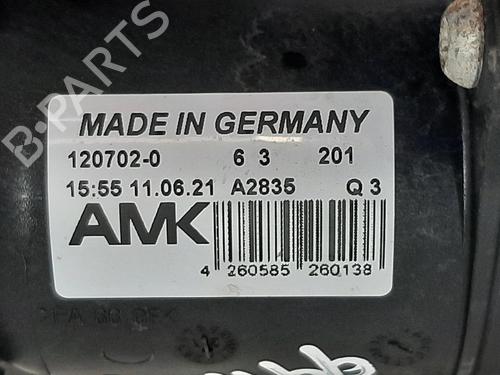 B-PARTS
MADE IN GERMANY
120702-0 6 3 201
15:55 11.06.21 A2835 Q 3
AMK
4 260585 260138